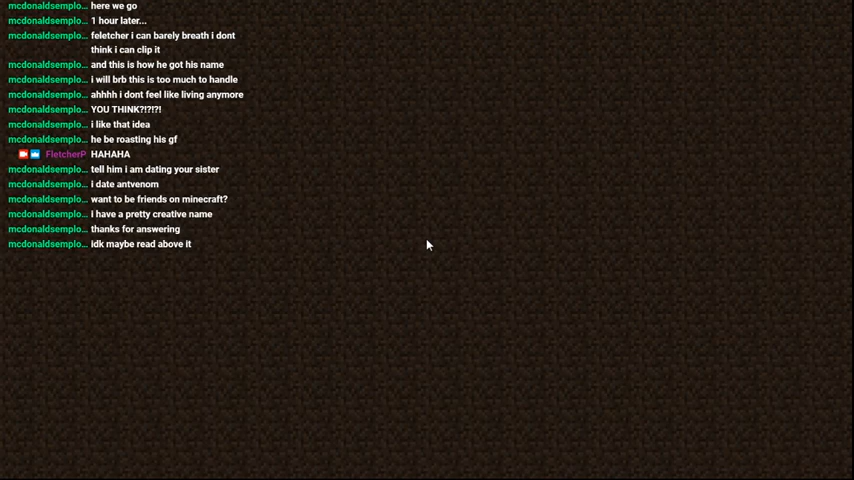 mcdonaldsemplo... here we go
mcdonaldsemplo... 1 hour later...
mcdonaldsemplo... feletcher i can barely breath i dont
think i can clip it
mcdonaldsemplo... and this is how he got his name
mcdonaldsemplo... i will brb this is too much to handle
mcdonaldsemplo... ahhhh i dont feel like living anymore
mcdonaldsemplo... YOU THINK?!?!?!
mcdonaldsemplo... i like that idea
mcdonaldsemplo... he be roasting his gf
FletcherP HAHAHA
mcdonaldsemplo... tell him i am dating your sister
mcdonaldsemplo... i date antvenom
mcdonaldsemplo... want to be friends on minecraft?
mcdonaldsemplo... i have a pretty creative name
mcdonaldsemplo... thanks for answering
mcdonaldsemplo... idk maybe read above it